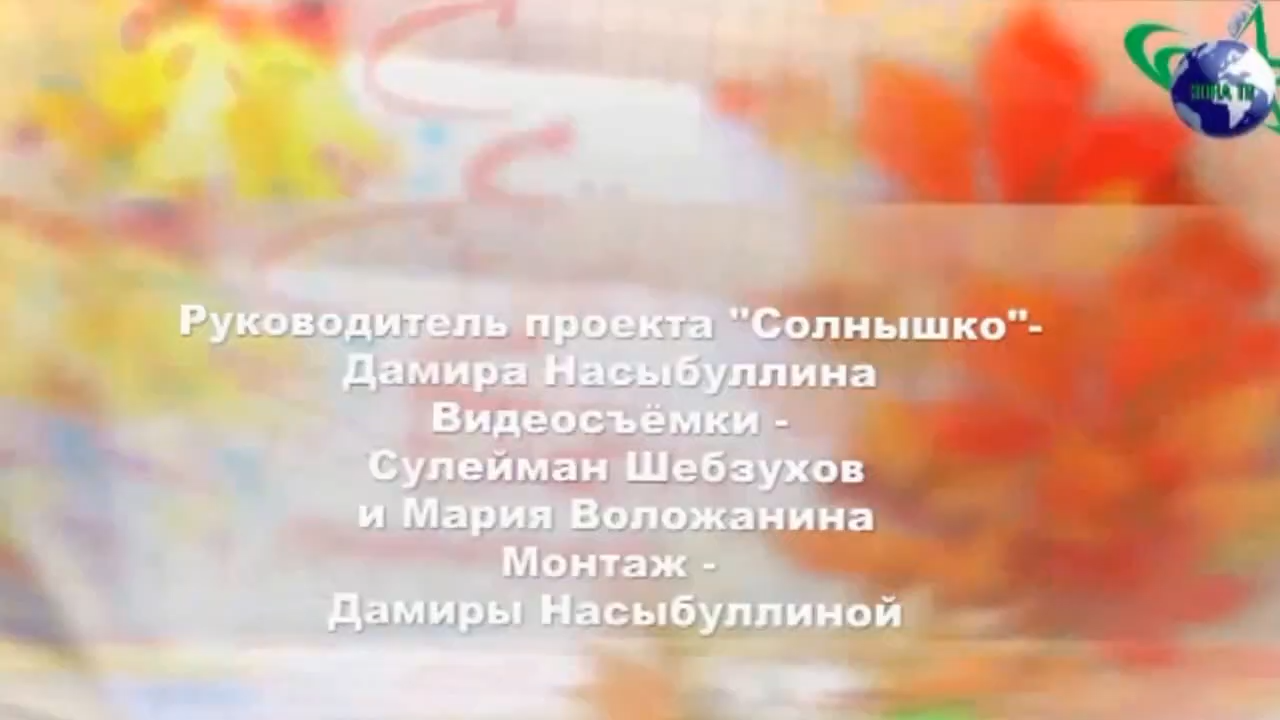 Руководитель проекта "Солнышко"-
Дамира Насыбуллина
Видеосъёмки -
Сулейман Шебзухов
и Мария Воложанина
Монтаж -
Дамиры Насыбуллиной